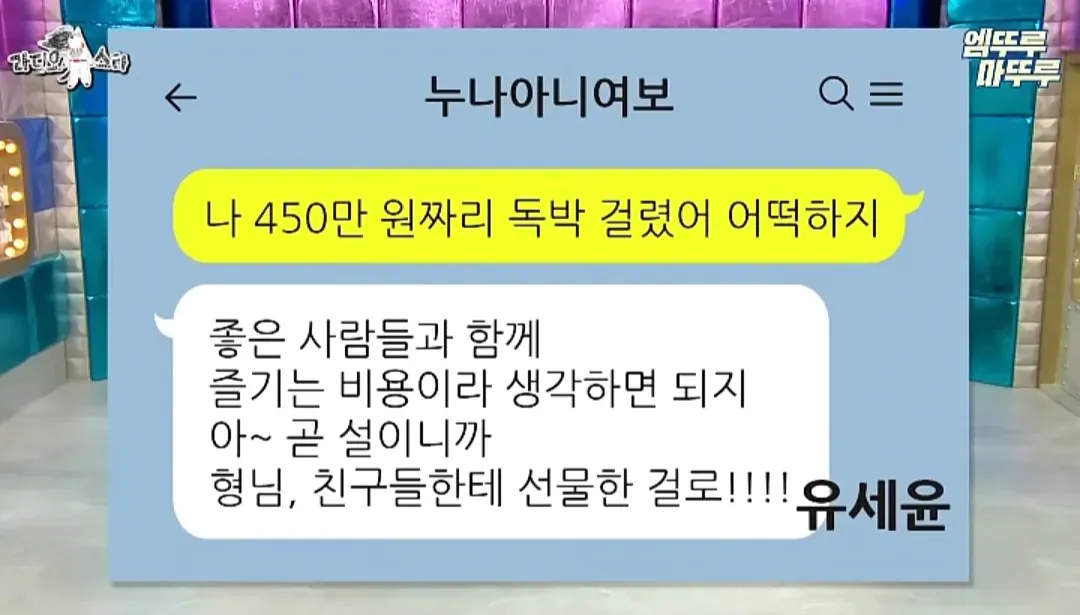 라디오 스타
엠뚜루
마뚜루
누나아니여보
나 450만 원짜리 독박 걸렸어 어떡하지
좋은 사람들과 함께
즐기는 비용이라 생각하면 되지
아~ 곧 설이니까
형님, 친구들한테 선물한 걸로!!!!
유세윤